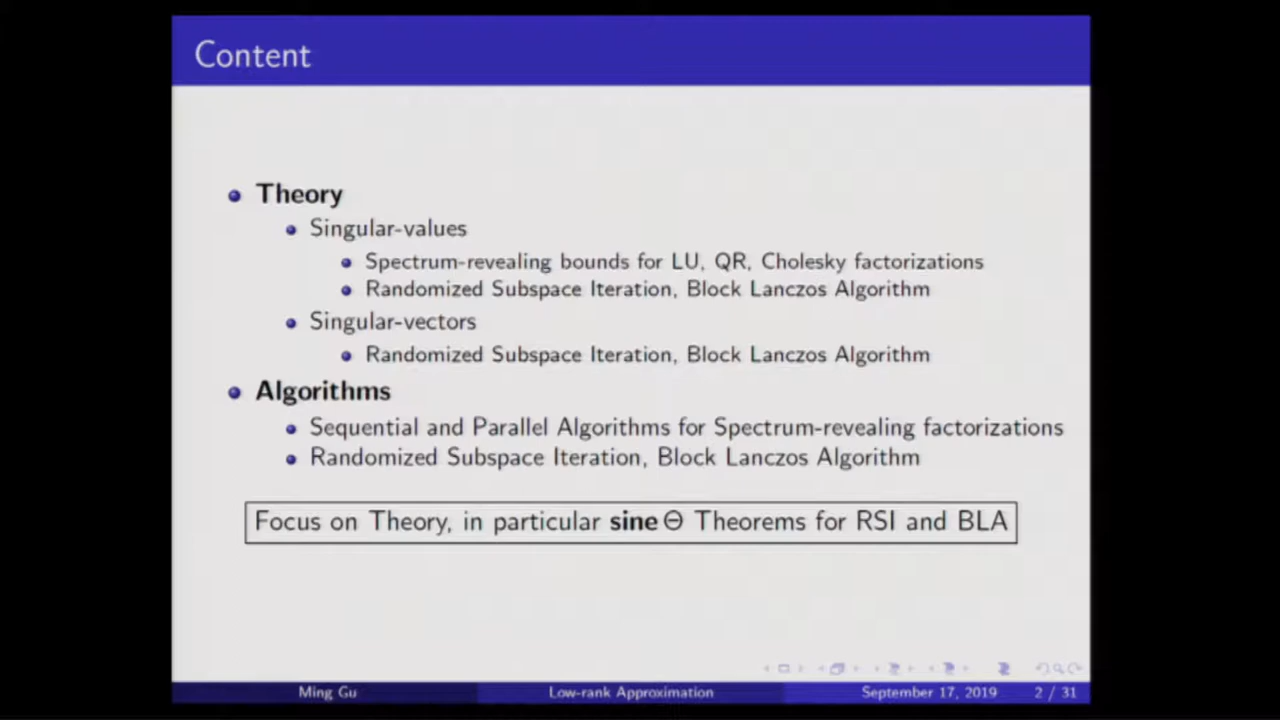 Content
Theory
Singular-values
Spectrum-revealing bounds for LU, QR, Cholesky factorizations
Randomized Subspace Iteration, Block Lanczos Algorithm
Singular-vectors
Randomized Subspace Iteration, Block Lanczos Algorithm
Algorithms
Sequential and Parallel Algorithms for Spectrum-revealing factorizations
Randomized Subspace Iteration, Block Lanczos Algorithm
Focus on Theory, in particular sine Θ Theorems for RSI and BLA
Ming Gu Low-rank Approximation September 17, 2019 2 / 31